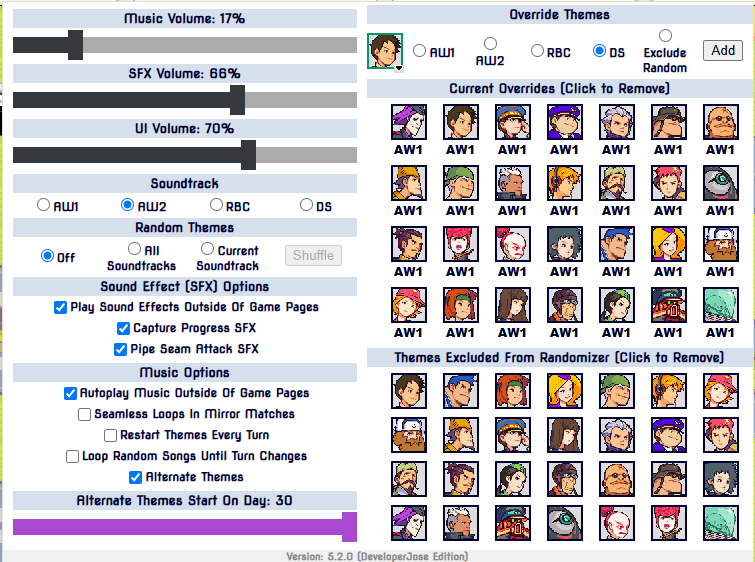 Music Volume: 17%
SFX Volume: 66%
UI Volume: 70%
Soundtrack
AW1
AW2
RBC
DS
Random Themes
Off
All
Soundtracks
Current
Soundtrack
Shuffle
Sound Effect (SFX) Options
Play Sound Effects Outside Of Game Pages
Capture Progress SFX
Pipe Seam Attack SFX
Music Options
Autoplay Music Outside Of Game Pages
Seamless Loops In Mirror Matches
Restart Themes Every Turn
Loop Random Songs Until Turn Changes
Alternate Themes
Alternate Themes Start On Day: 30
Override Themes
AW1
AW2
RBC
DS
Exclude
Random
Add
Current Overrides (Click to Remove)
AW1 AW1 AW1 AW1 AW1 AW1 AW1
AW1 AW1 AW1 AW1 AW1 AW1 AW1
AW1 AW1 AW1 AW1 AW1 AW1 AW1
AW1 AW1 AW1 AW1 AW1 AW1 AW1
Themes Excluded From Randomizer (Click to Remove)
Version: 5.2.0 (DeveloperJose Edition)